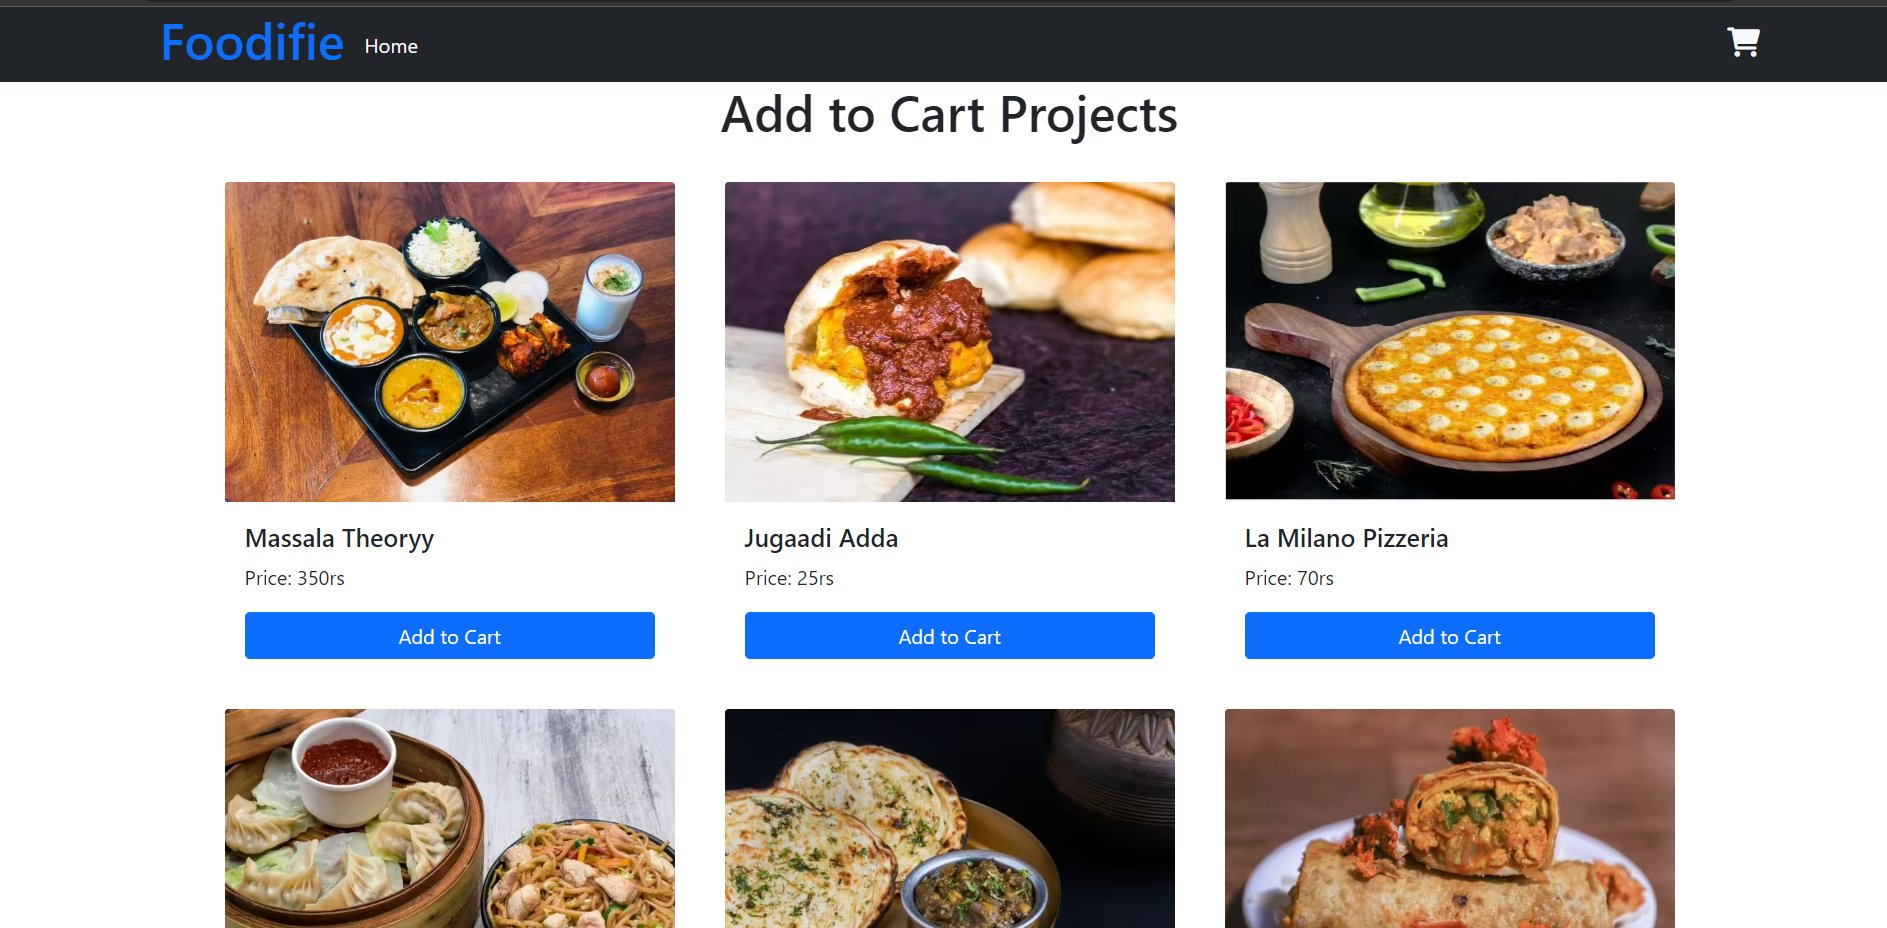 Foodifie Home
Add to Cart Projects
Massala Theoryy
Price: 350rs
Add to Cart
Jugaadi Adda
Price: 25rs
Add to Cart
La Milano Pizzeria
Price: 70rs
Add to Cart